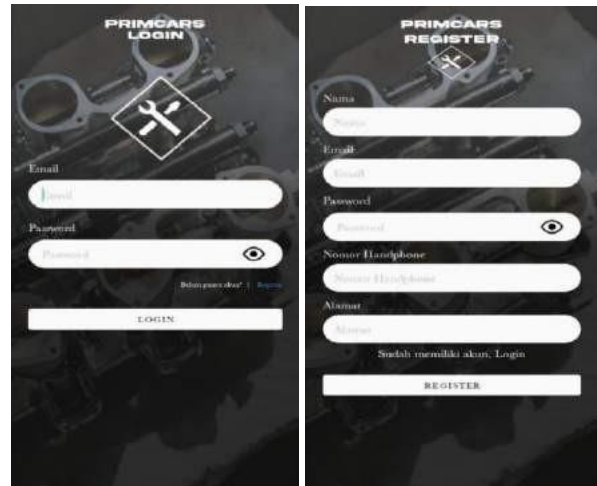 PRIMCARS
LOGIN
Email
Email
Password
Password
Belum punya akun? | Register
LOGIN
PRIMCARS
REGISTER
Nama
Nama
Email
Email
Password
Password
Nomor Handphone
Nomor Handphone
Alamat
Alamat
Sudah memiliki akun, Login
REGISTER